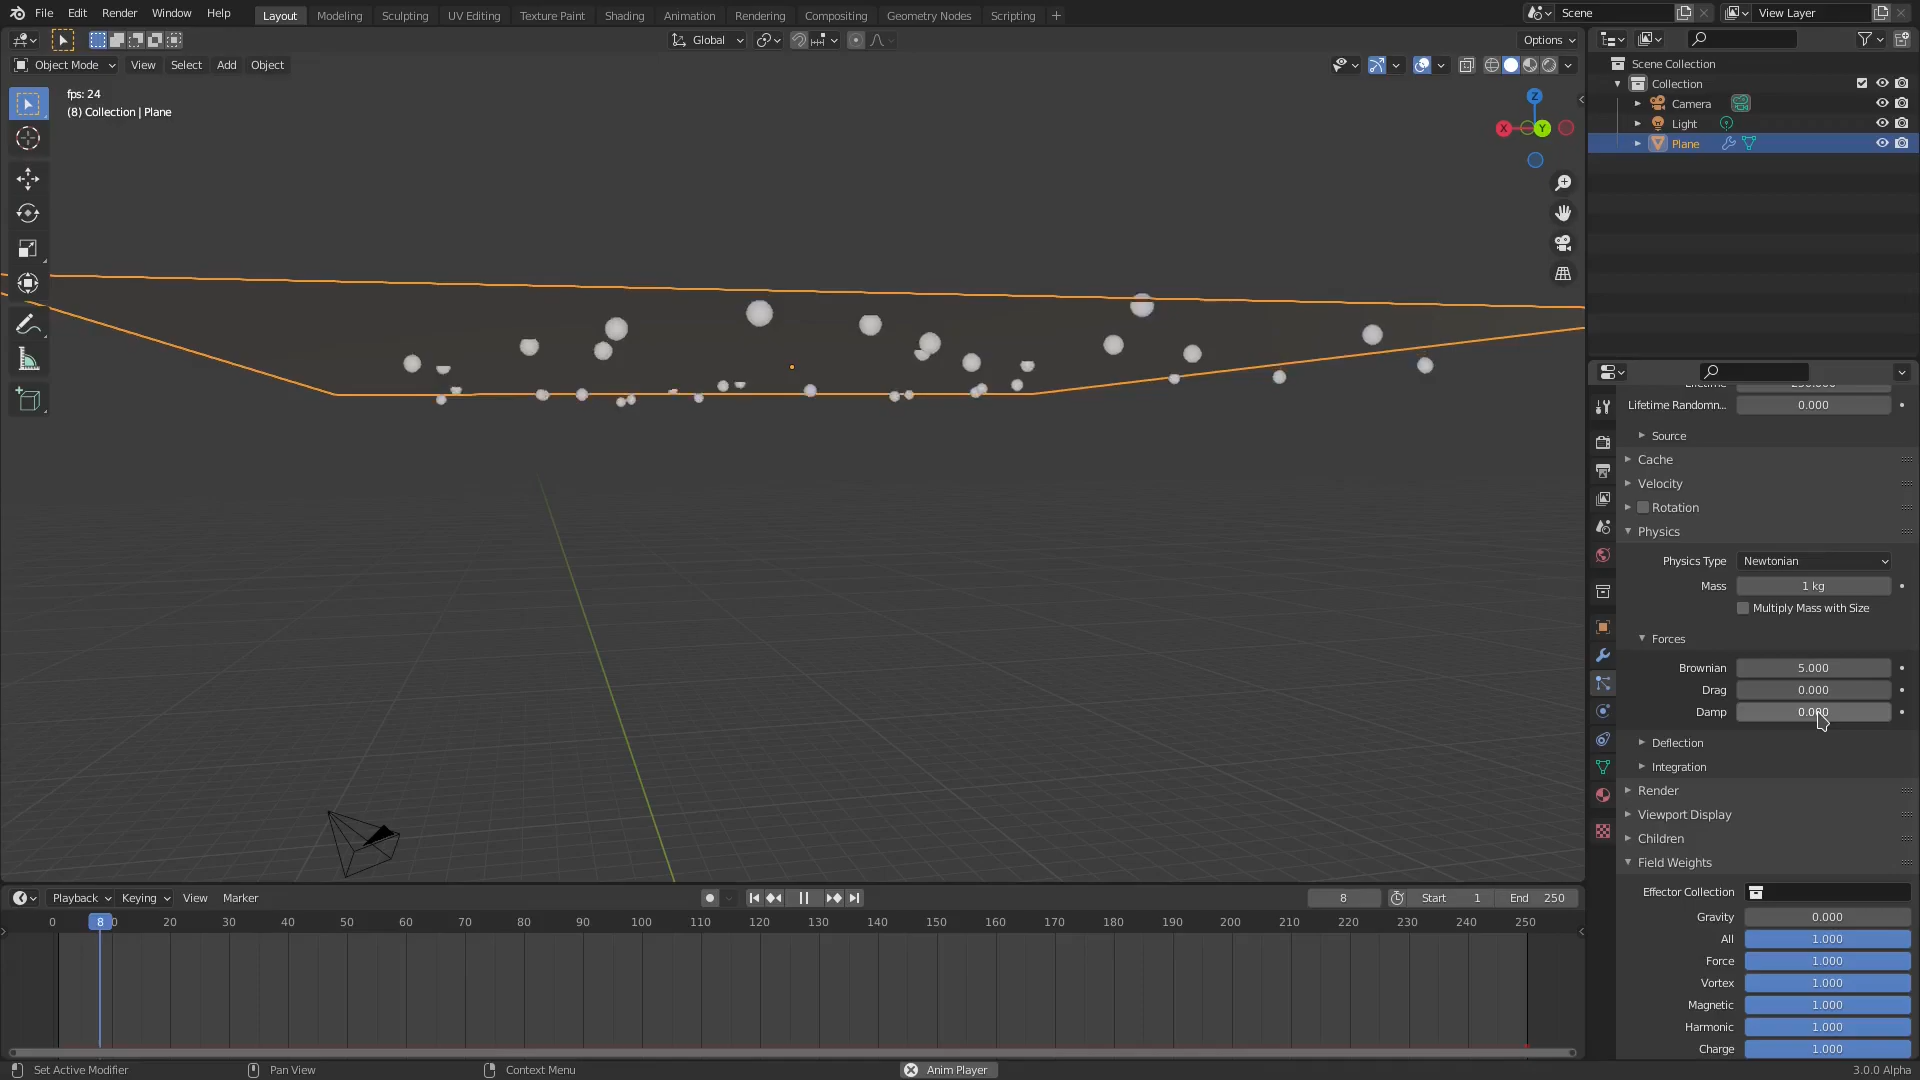 File Edit Render Window Help
Layout Modeling Sculpting UV Editing Texture Paint Shading Animation Rendering Compositing Geometry Nodes Scripting +
Scene
View Layer
Global
Options
Object Mode View Select Add Object
fps: 24
(8) Collection | Plane
Z
X
Y
Scene Collection
Collection
Camera
Light
Plane
Lifetime Randomn... 0.000
Source
Cache
Velocity
Rotation
Physics
Physics Type Newtonian
Mass 1 kg
Multiply Mass with Size
Forces
Brownian 5.000
Drag 0.000
Damp 0.000
Deflection
Integration
Render
Viewport Display
Children
Field Weights
Effector Collection
Gravity 0.000
All 1.000
Force 1.000
Vortex 1.000
Magnetic 1.000
Harmonic 1.000
Charge 1.000
Playback Keying View Marker
8 Start 1 End 250
0 8 20 30 40 50 60 70 80 90 100 110 120 130 140 150 160 170 180 190 200 210 220 230 240 250
Set Active Modifier Pan View Context Menu Anim Player 3.0.0 Alpha